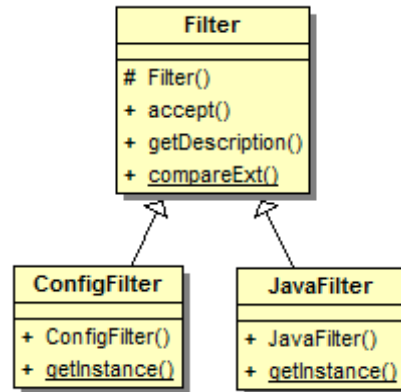 Filter
# Filter()
+ accept()
+ getDescription()
+ compareExt()
ConfigFilter
+ ConfigFilter()
+ getInstance()
JavaFilter
+ JavaFilter()
+ getInstance()